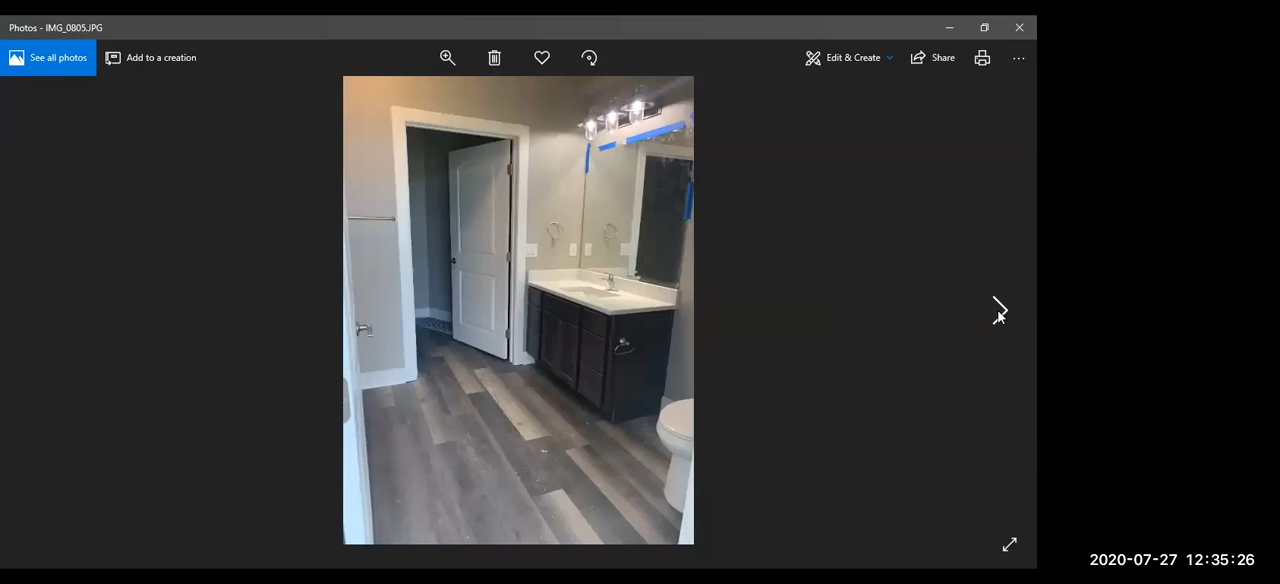 Photos - IMG_0805.JPG
See all photos
Add to a creation
Edit & Create
Share
2020-07-27 12:35:26